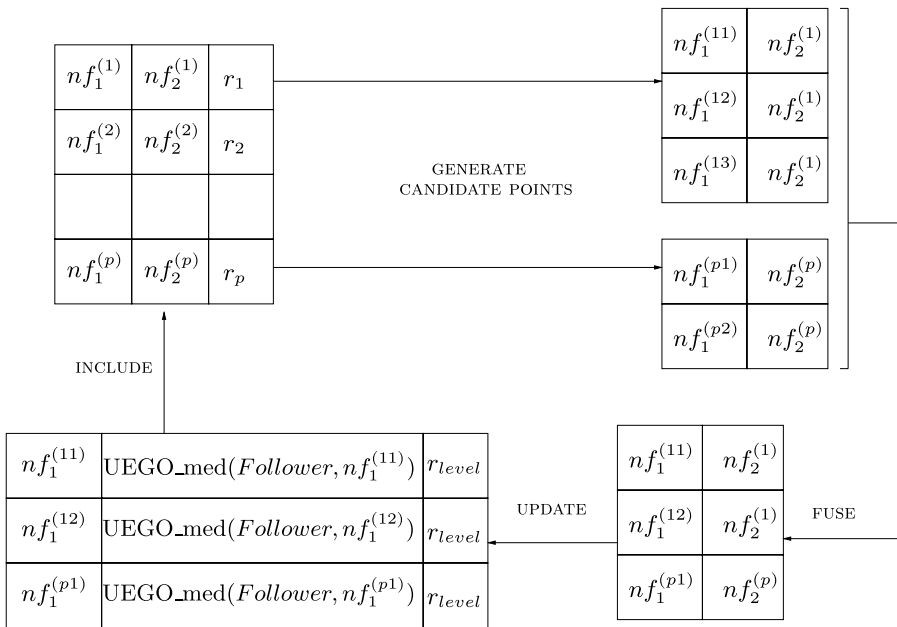 nf_1^{(1)} nf_2^{(1)} r_1
nf_1^{(2)} nf_2^{(2)} r_2
nf_1^{(p)} nf_2^{(p)} r_p
GENERATE
CANDIDATE POINTS
nf_1^{(11)} nf_2^{(1)}
nf_1^{(12)} nf_2^{(1)}
nf_1^{(13)} nf_2^{(1)}
nf_1^{(p1)} nf_2^{(p)}
nf_1^{(p2)} nf_2^{(p)}
INCLUDE
nf_1^{(11)} UEGO_med(Follower, nf_1^{(11)}) r_{level}
nf_1^{(12)} UEGO_med(Follower, nf_1^{(12)}) r_{level}
nf_1^{(p1)} UEGO_med(Follower, nf_1^{(p1)}) r_{level}
UPDATE
nf_1^{(11)} nf_2^{(1)}
nf_1^{(12)} nf_2^{(1)}
nf_1^{(p1)} nf_2^{(p)}
FUSE